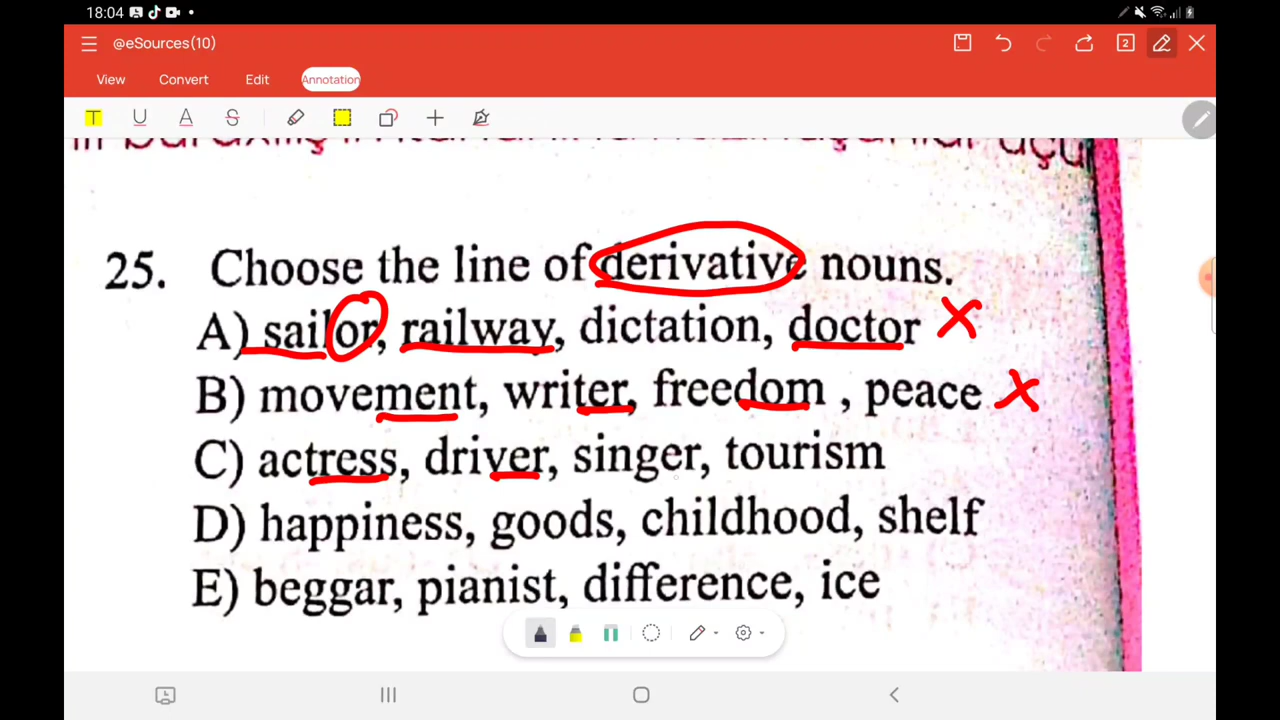 18:04
@eSources(10)
2
View Convert Edit Annotation
T U A S
25. Choose the line of derivative nouns.
A) sailor, railway, dictation, doctor
B) movement, writer, freedom , peace
C) actress, driver, singer, tourism
D) happiness, goods, childhood, shelf
E) beggar, pianist, difference, ice